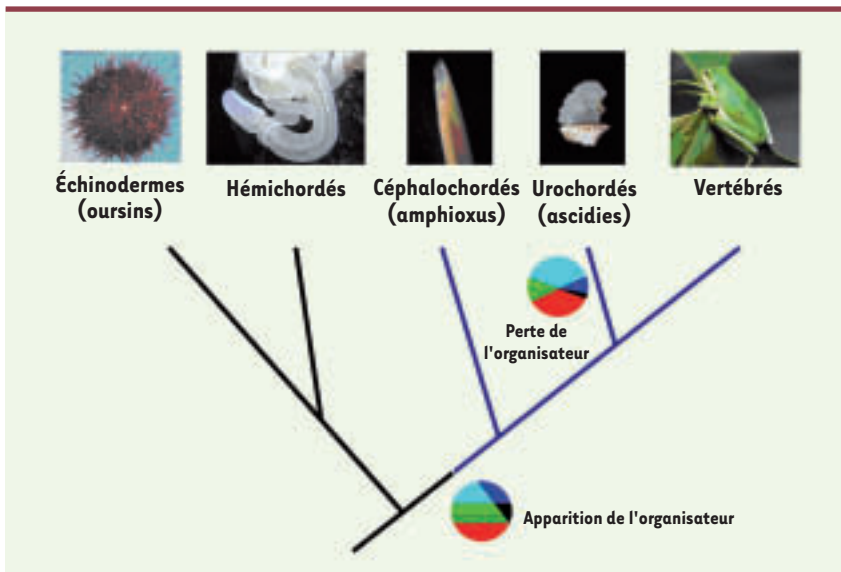 Échinodermes
(oursins)
Hémichordés
Céphalochordés
(amphioxus)
Urochordés
(ascidies)
Vertébrés
Perte de
l'organisateur
Apparition de l'organisateur